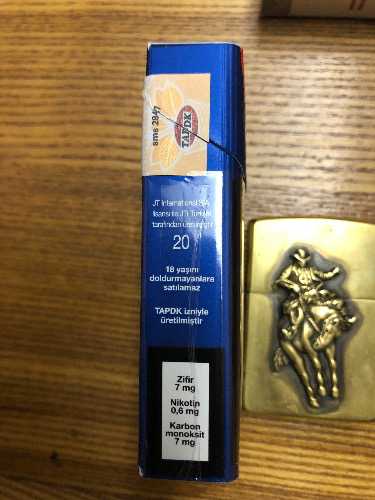 sms 2847
TAPDK
JT International S.A.
lisansı ile JTI Türkiye
tarafından üretilmiştir
20
18 yaşını
doldurmayanlara
satılamaz
TAPDK izniyle
üretilmiştir
Zifir
7 mg
Nikotin
0,6 mg
Karbon
monoksit
7 mg